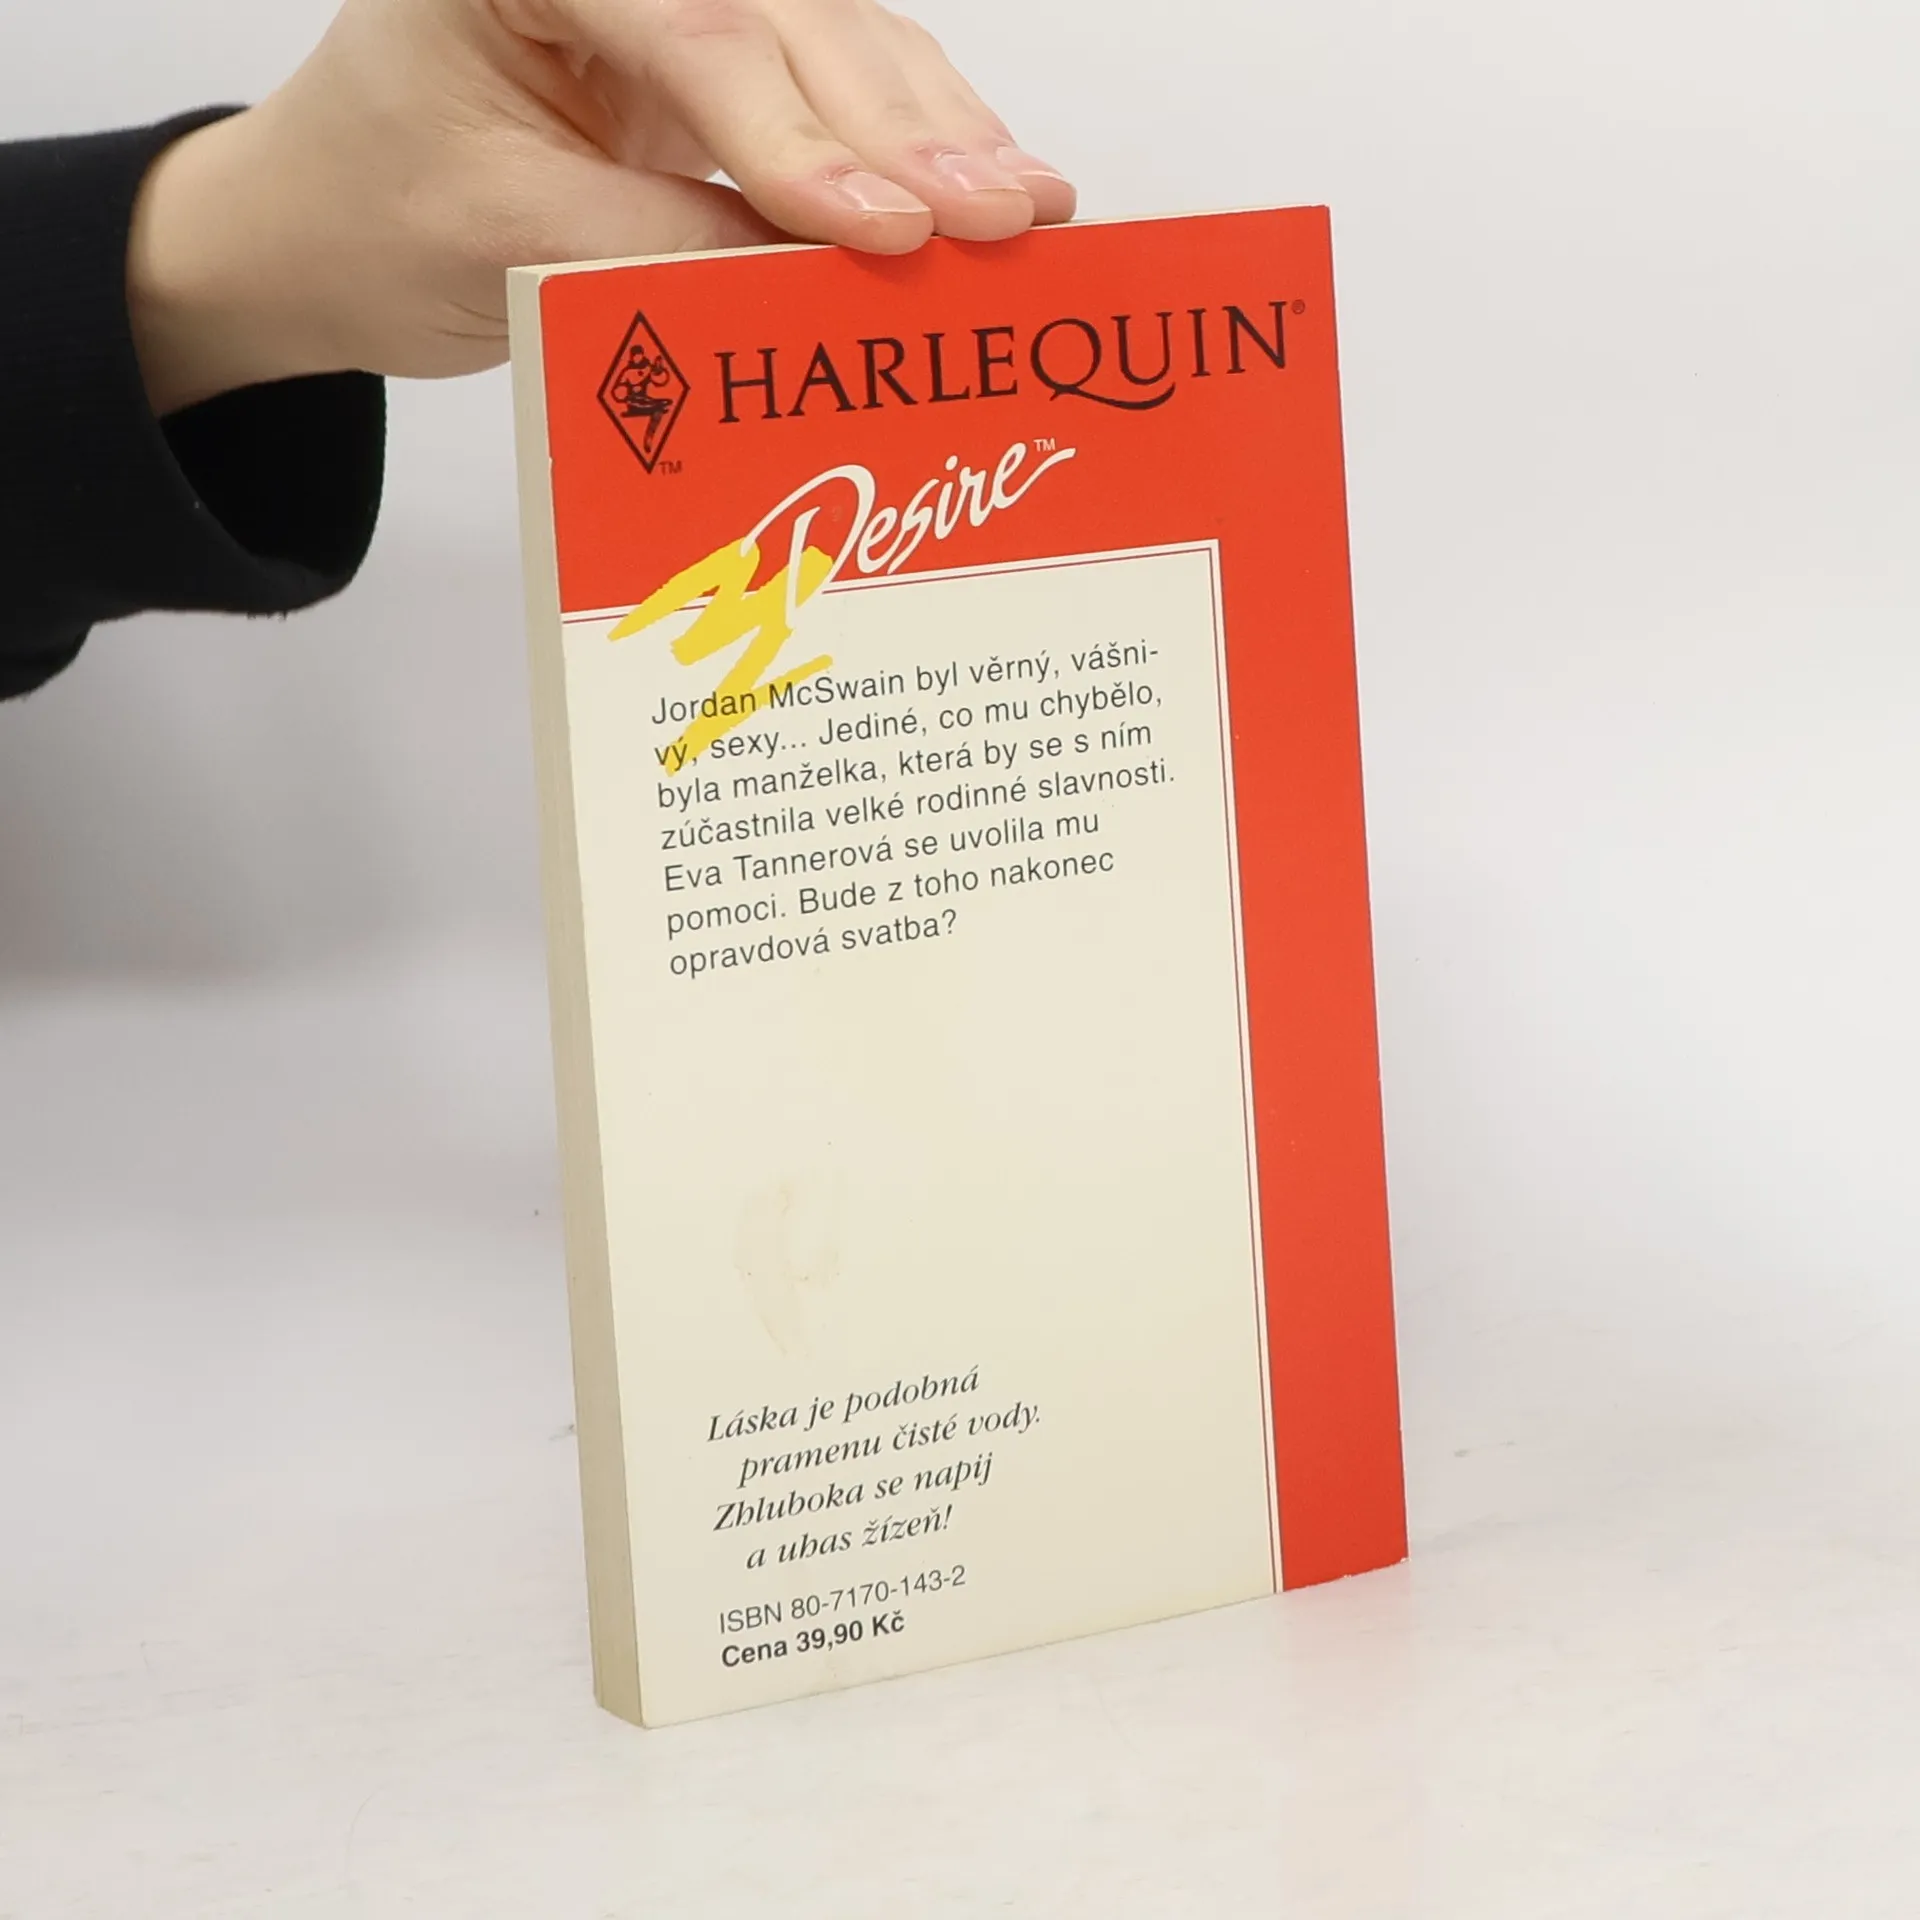 HARLEQUIN®
TM
Desire™
Jordan McSwain byl věrný, vášni-
vý, sexy... Jediné, co mu chybělo,
byla manželka, která by se s ním
zúčastnila velké rodinné slavnosti.
Eva Tannerová se uvolila mu
pomoci. Bude z toho nakonec
opravdová svatba?
Láska je podobná
pramenu čisté vody.
Zhluboka se napij
a uhas žízeň!
ISBN 80-7170-143-2
Cena 39,90 Kč